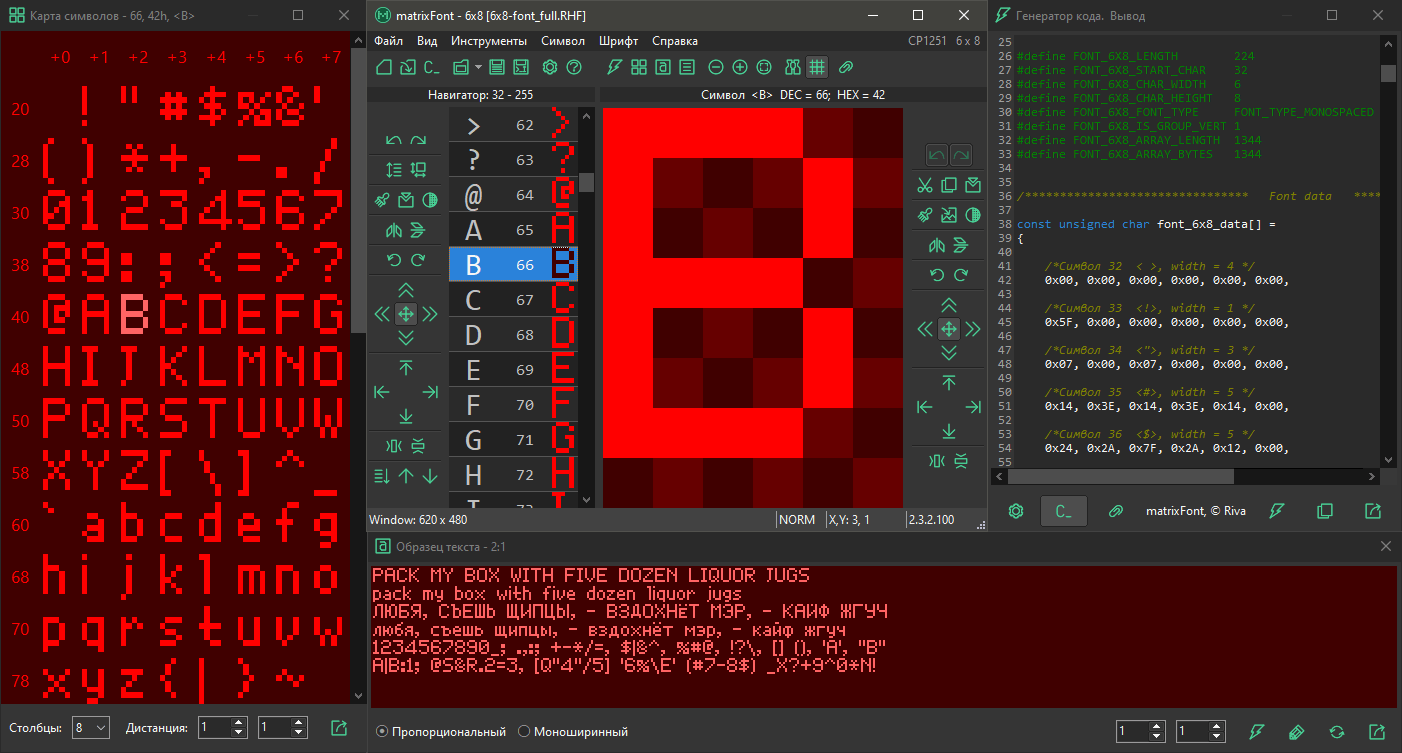 Карта символов - 66, 42h, <B>
+0 +1 +2 +3 +4 +5 +6 +7
20 ! " # $ % & '
28 ( ) * + , - . /
30 0 1 2 3 4 5 6 7
38 8 9 : ; < = > ?
40 @ A B C D E F G
48 H I J K L M N O
50 P Q R S T U V W
58 X Y Z [ \ ] ^ _
60 ` a b c d e f g
68 h i j k l m n o
70 p q r s t u v w
78 x y z { | } ~
Столбцы: 8 Дистанция: 1 1
matrixFont - 6x8 [6x8-font_full.RHF]
Файл Вид Инструменты Символ Шрифт Справка CP1251 6 x 8
Навигатор: 32 - 255
> 62 >
? 63 ?
@ 64 @
A 65 A
B 66 B
C 67 C
D 68 D
E 69 E
F 70 F
G 71 G
H 72 H
Символ <B> DEC = 66; HEX = 42
Window: 620 x 480 NORM X,Y: 3, 1 2.3.2.100
Генератор кода. Вывод
25
26 #define FONT_6X8_LENGTH 224
27 #define FONT_6X8_START_CHAR 32
28 #define FONT_6X8_CHAR_WIDTH 6
29 #define FONT_6X8_CHAR_HEIGHT 8
30 #define FONT_6X8_FONT_TYPE FONT_TYPE_MONOSPACED
31 #define FONT_6X8_IS_GROUP_VERT 1
32 #define FONT_6X8_ARRAY_LENGTH 1344
33 #define FONT_6X8_ARRAY_BYTES 1344
34
35
36 /******************************** Font data ****
37
38 const unsigned char font_6x8_data[] =
39 {
40
41 /*Символ 32 < >, width = 4 */
42 0x00, 0x00, 0x00, 0x00, 0x00, 0x00,
43
44 /*Символ 33 <!>, width = 1 */
45 0x5F, 0x00, 0x00, 0x00, 0x00, 0x00,
46
47 /*Символ 34 <">, width = 3 */
48 0x07, 0x00, 0x07, 0x00, 0x00, 0x00,
49
50 /*Символ 35 <#>, width = 5 */
51 0x14, 0x3E, 0x14, 0x3E, 0x14, 0x00,
52
53 /*Символ 36 <$>, width = 5 */
54 0x24, 0x2A, 0x7F, 0x2A, 0x12, 0x00,
55
C_ matrixFont, © Riva
Образец текста - 2:1
PACK MY BOX WITH FIVE DOZEN LIQUOR JUGS
pack my box with five dozen liquor jugs
ЛЮБЯ, СЪЕШЬ ЩИПЦЫ, - ВЗДОХНЁТ МЭР, - КАЙФ ЖГУЧ
любя, съешь щипцы, - вздохнёт мэр, - кайф жгуч
1234567890_; .,:; +-*/=, $|&^, %#@, !?\, [] (), 'A', "B"
A|B:1; @S&R.2=3, [Q"4"/5] '6%\E' (#7-8$) _X?+9^0*N!
Пропорциональный Моноширинный 1 1